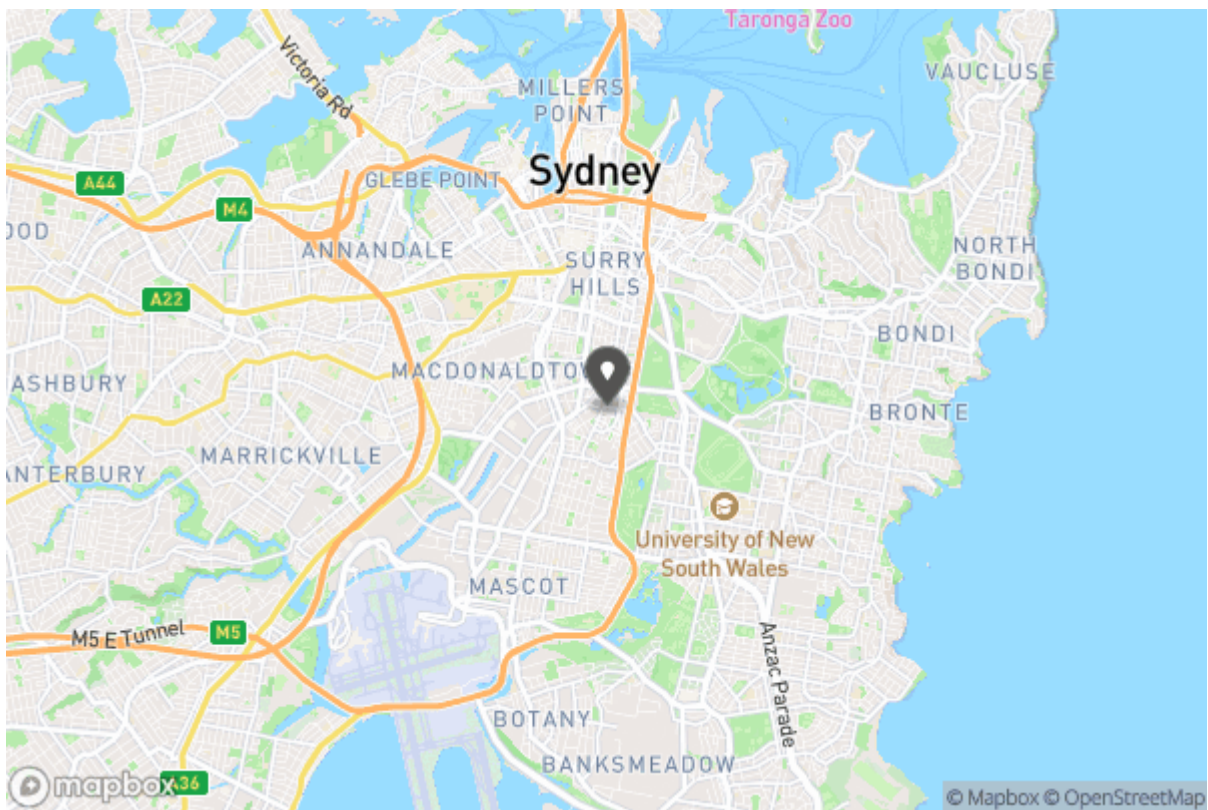 Taronga Zoo
VAUCLUSE
Victoria Rd
MILLERS
POINT
Sydney
A44
GLEBE POINT
M4
OOD
ANNANDALE
SURRY
HILLS
NORTH
BONDI
A22
BONDI
ASHBURY
MACDONALDTO
BRONTE
MARRICKVILLE
ANTERBURY
University of New
South Wales
MASCOT
M5 E Tunnel
M5
Anzac Parade
BOTANY
BANKSMEADOW
mapbox
A36
© Mapbox © OpenStreetMap